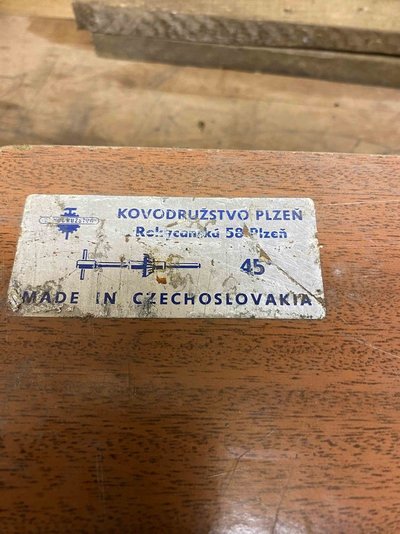 KOVODRUŽSTVO PLZEŇ
Rokycanská 58 Plzeň
45
MADE IN CZECHOSLOVAKIA